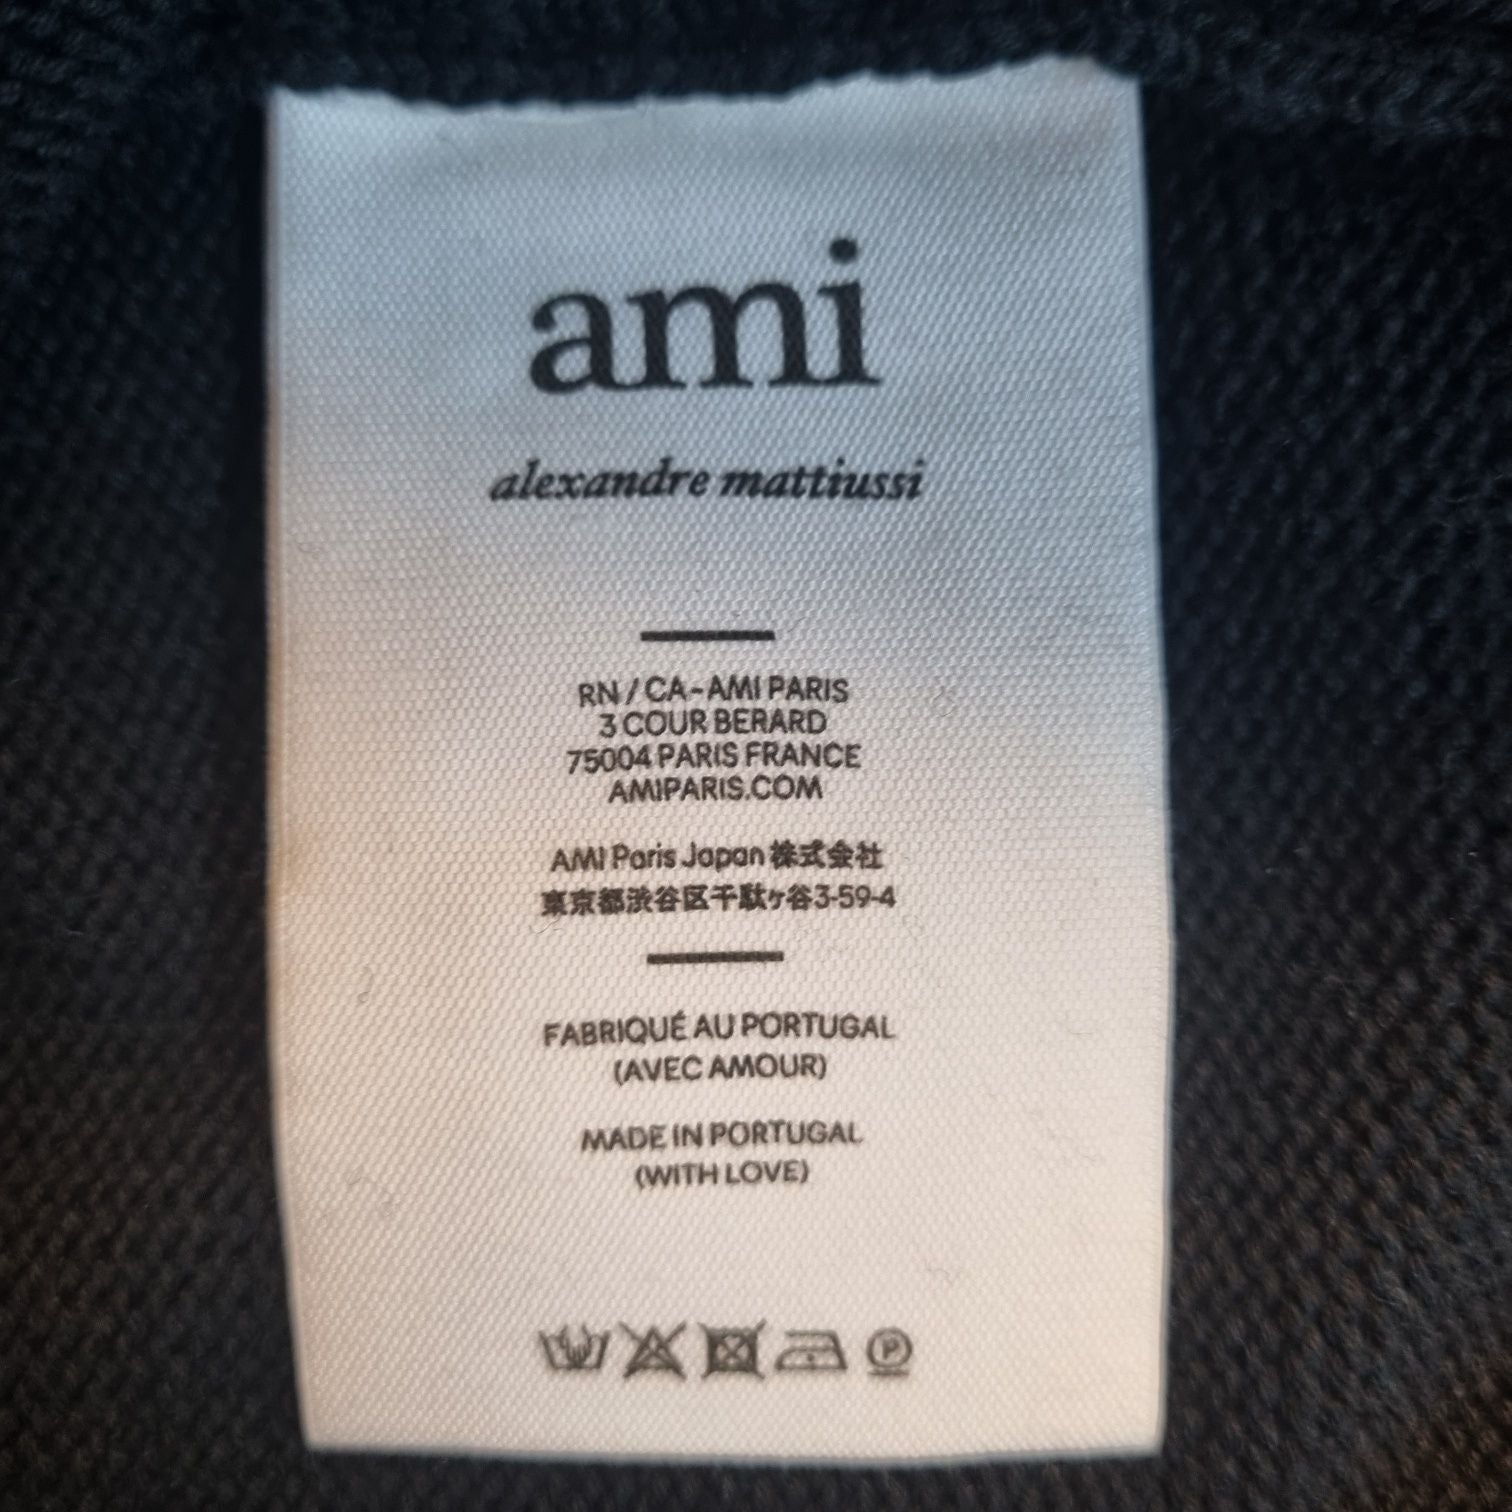 ami
alexandre mattiussi
RN / CA-AMI PARIS
3 COUR BERARD
75004 PARIS FRANCE
AMIPARIS.COM
AMI Paris Japan 株式会社
東京都渋谷区千駄ヶ谷3-59-4
FABRIQUÉ AU PORTUGAL
(AVEC AMOUR)
MADE IN PORTUGAL
(WITH LOVE)
P